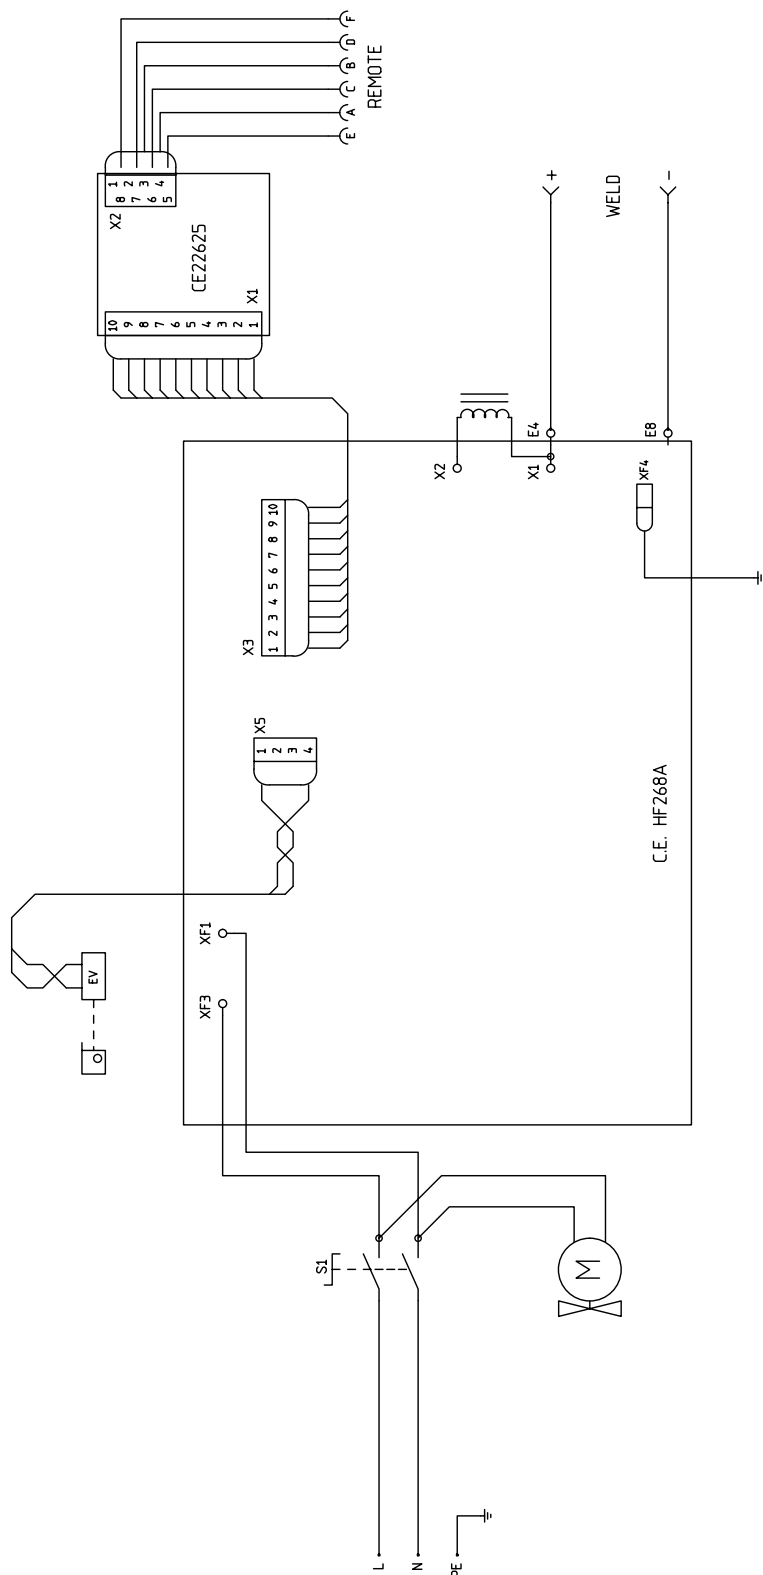 F
D
B
C
A
E
REMOTE
1 2 3 4
8 7 6 5
X2
CE22625
X1
10 9 8 7 6 5 4 3 2 1
+
WELD
-
X2
X1
E4
E8
XF4
X3
1 2 3 4 5 6 7 8 9 10
X5
1 2 3 4
C.E. HF268A
EV
XF1
XF3
S1
M
L
N
PE